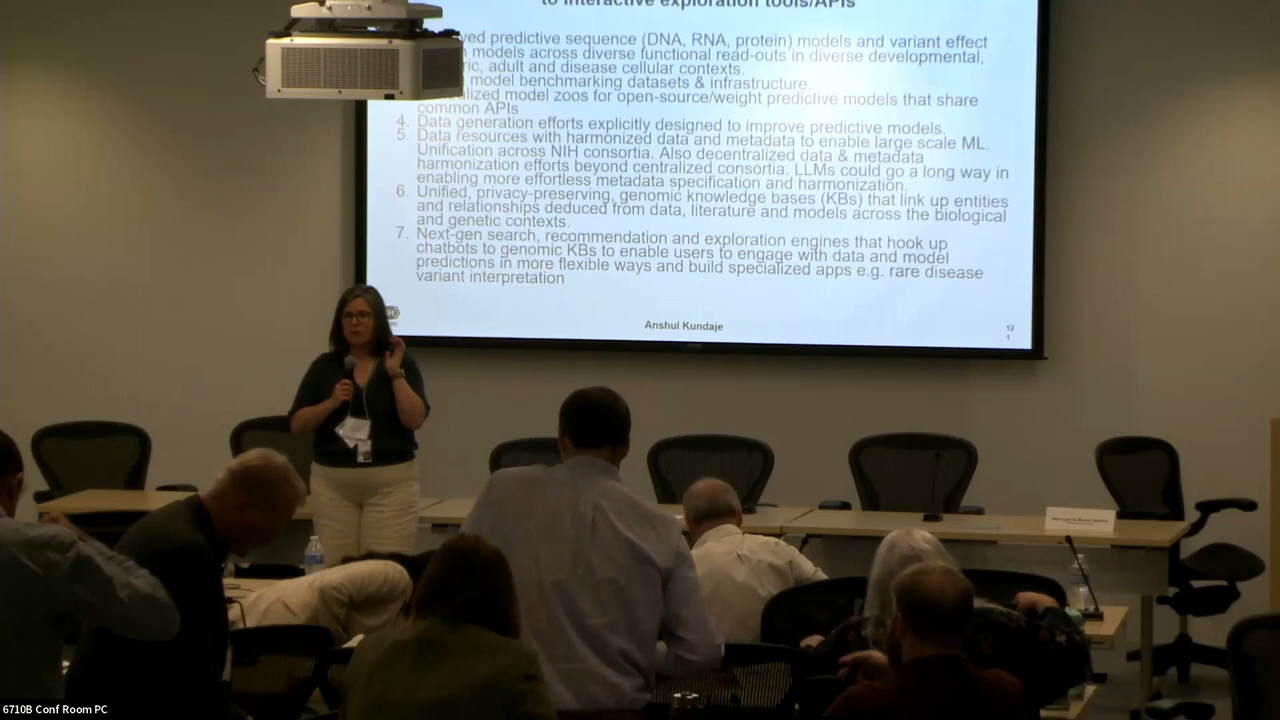 to interactive exploration tools/APIs
predictive sequence (DNA, RNA, protein) models and variant effect
models across diverse functional read-outs in diverse developmental,
adult and disease cellular contexts.
model benchmarking datasets & infrastructure.
model zoos for open-source/weight predictive models that share
common APIs
4. Data generation efforts explicitly designed to improve predictive models.
5. Data resources with harmonized data and metadata to enable large scale ML.
Unification across NIH consortia. Also decentralized data & metadata
harmonization efforts beyond centralized consortia. LLMs could go a long way in
enabling more effortless metadata specification and harmonization.
6. Unified, privacy-preserving, genomic knowledge bases (KBs) that link up entities
and relationships deduced from data, literature and models across the biological
and genetic contexts.
7. Next-gen search, recommendation and exploration engines that hook up
chatbots to genomic KBs to enable users to engage with data and model
predictions in more flexible ways and build specialized apps e.g. rare disease
variant interpretation
Anshul Kundaje
12
1
6710B Conf Room PC